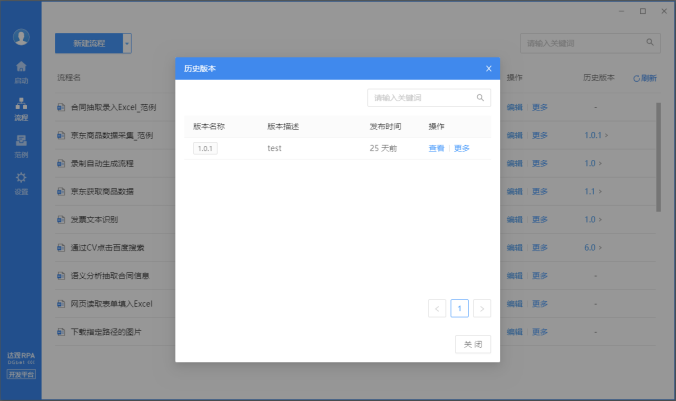 新建流程
请输入关键词
流程名
操作
历史版本
刷新
启动
流程
范例
设置
合同抽取录入Excel_范例
编辑
更多
-
京东商品数据采集_范例
编辑
更多
1.0.1 >
录制自动生成流程
编辑
更多
1.0 >
京东获取商品数据
编辑
更多
1.1 >
发票文本识别
编辑
更多
1.0 >
通过CV点击百度搜索
编辑
更多
6.0 >
语义分析抽取合同信息
编辑
更多
-
网页读取表单填入Excel
编辑
更多
-
下载指定路径的图片
编辑
更多
-
历史版本
X
请输入关键词
版本名称
版本描述
发布时间
操作
1.0.1
test
25 天前
查看
更多
<
1
>
关 闭
开发平台